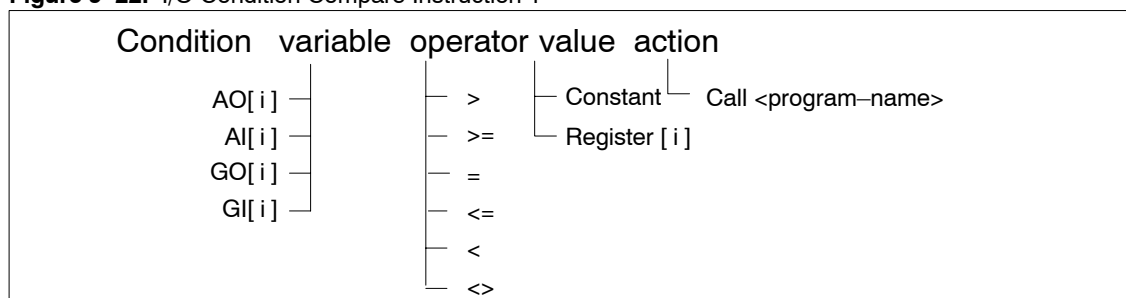 Figure 9–22. I/O Condition Compare Instruction 1
Condition variable operator value action
AO[ i ] > Constant Call <program–name>
AI[ i ] >= Register [ i ]
GO[ i ] =
GI[ i ] <=
<
<>